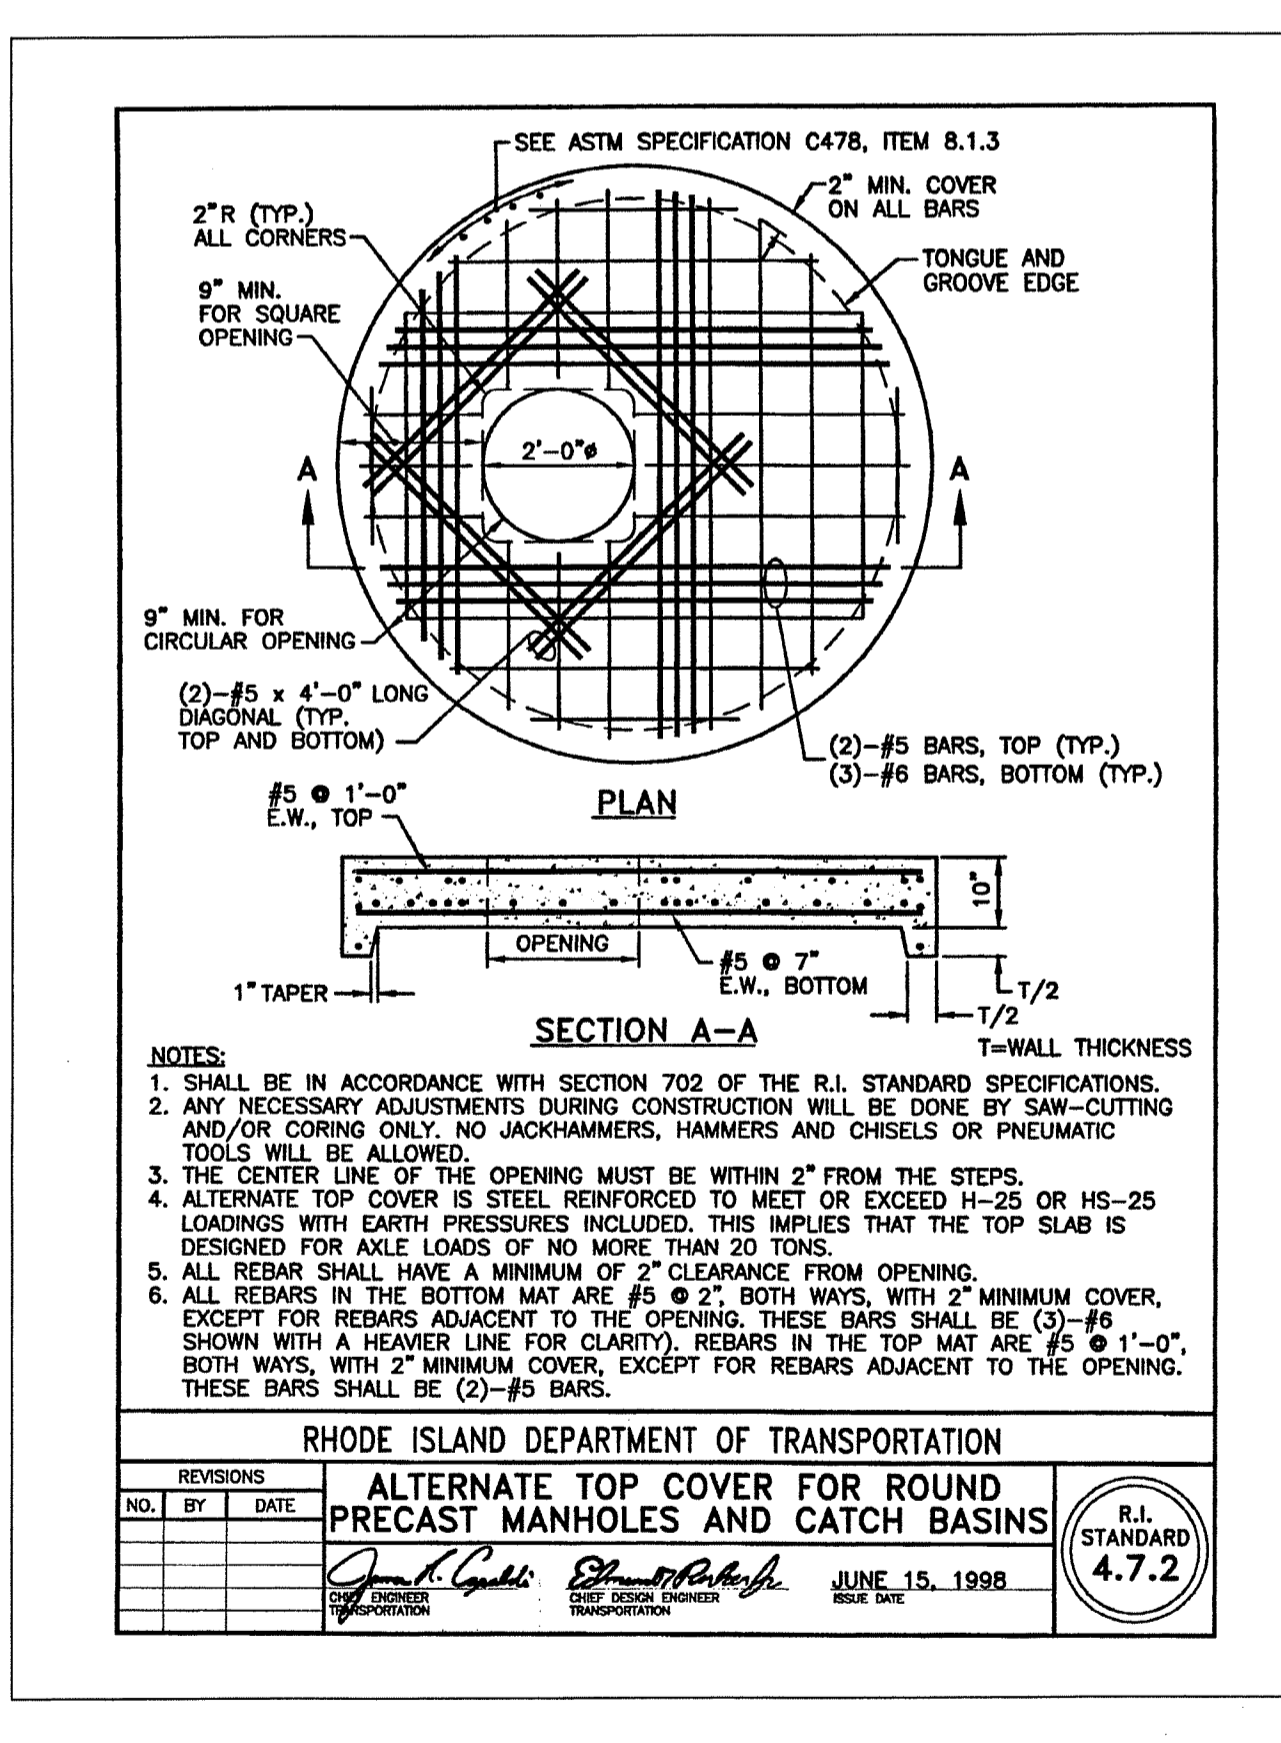 SEE ASTM SPECIFICATION C478, ITEM 8.1.3
2" MIN. COVER
ON ALL BARS
2"R (TYP.)
ALL CORNERS
TONGUE AND
GROOVE EDGE
9" MIN.
FOR SQUARE
OPENING
2'-0"ø
A
A
9" MIN. FOR
CIRCULAR OPENING
(2)-#5 x 4'-0" LONG
DIAGONAL (TYP.
TOP AND BOTTOM)
(2)-#5 BARS, TOP (TYP.)
(3)-#6 BARS, BOTTOM (TYP.)
PLAN
#5 @ 1'-0"
E.W., TOP
10"
OPENING
#5 @ 7"
E.W., BOTTOM
1" TAPER
T/2
T/2
SECTION A-A
T=WALL THICKNESS
NOTES:
1. SHALL BE IN ACCORDANCE WITH SECTION 702 OF THE R.I. STANDARD SPECIFICATIONS.
2. ANY NECESSARY ADJUSTMENTS DURING CONSTRUCTION WILL BE DONE BY SAW-CUTTING
AND/OR CORING ONLY. NO JACKHAMMERS, HAMMERS AND CHISELS OR PNEUMATIC
TOOLS WILL BE ALLOWED.
3. THE CENTER LINE OF THE OPENING MUST BE WITHIN 2" FROM THE STEPS.
4. ALTERNATE TOP COVER IS STEEL REINFORCED TO MEET OR EXCEED H-25 OR HS-25
LOADINGS WITH EARTH PRESSURES INCLUDED. THIS IMPLIES THAT THE TOP SLAB IS
DESIGNED FOR AXLE LOADS OF NO MORE THAN 20 TONS.
5. ALL REBAR SHALL HAVE A MINIMUM OF 2" CLEARANCE FROM OPENING.
6. ALL REBARS IN THE BOTTOM MAT ARE #5 @ 2", BOTH WAYS, WITH 2" MINIMUM COVER,
EXCEPT FOR REBARS ADJACENT TO THE OPENING. THESE BARS SHALL BE (3)-#6
SHOWN WITH A HEAVIER LINE FOR CLARITY). REBARS IN THE TOP MAT ARE #5 @ 1'-0",
BOTH WAYS, WITH 2" MINIMUM COVER, EXCEPT FOR REBARS ADJACENT TO THE OPENING.
THESE BARS SHALL BE (2)-#5 BARS.
RHODE ISLAND DEPARTMENT OF TRANSPORTATION
REVISIONS
NO. BY DATE
ALTERNATE TOP COVER FOR ROUND
PRECAST MANHOLES AND CATCH BASINS
R.I.
STANDARD
4.7.2
JUNE 15, 1998
ISSUE DATE
CHIEF ENGINEER
TRANSPORTATION
CHIEF DESIGN ENGINEER
TRANSPORTATION